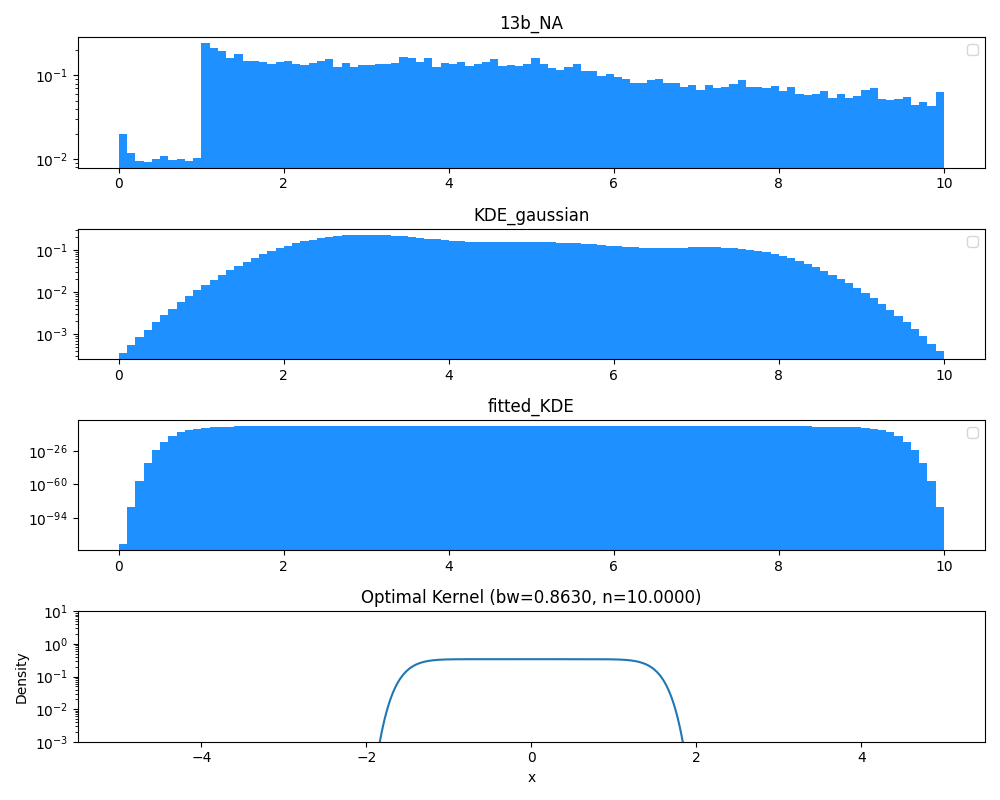 13b_NA
10⁻¹
10⁻²
0 2 4 6 8 10
KDE_gaussian
10⁻¹
10⁻²
10⁻³
0 2 4 6 8 10
fitted_KDE
10⁻²⁶
10⁻⁶⁰
10⁻⁹⁴
0 2 4 6 8 10
Optimal Kernel (bw=0.8630, n=10.0000)
10¹
10⁰
10⁻¹
10⁻²
10⁻³
Density
−4 −2 0 2 4
x